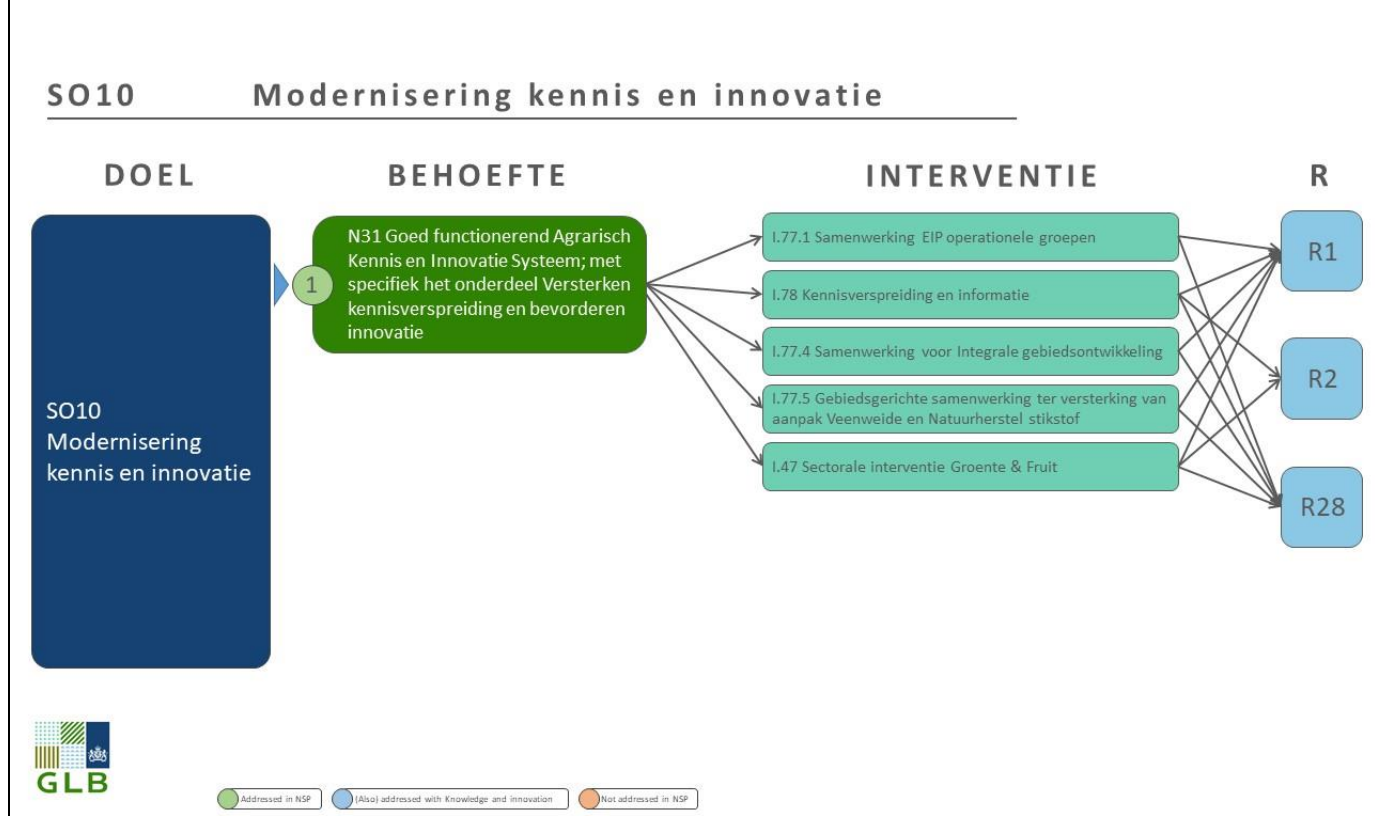 SO10 Modernisering kennis en innovatie
DOEL
BEHOEFTE
INTERVENTIE
R
SO10
Modernisering
kennis en innovatie
1
N31 Goed functionerend Agrarisch
Kennis en Innovatie Systeem; met
specifiek het onderdeel Versterken
kennisverspreiding en bevorderen
innovatie
I.77.1 Samenwerking EIP operationele groepen
I.78 Kennisverspreiding en informatie
I.77.4 Samenwerking voor Integrale gebiedsontwikkeling
I.77.5 Gebiedsgerichte samenwerking ter versterking van
aanpak Veenweide en Natuurherstel stikstof
I.47 Sectorale interventie Groente & Fruit
R1
R2
R28
GLB
Addressed in NSP
(Also) addressed with Knowledge and innovation
Not addressed in NSP